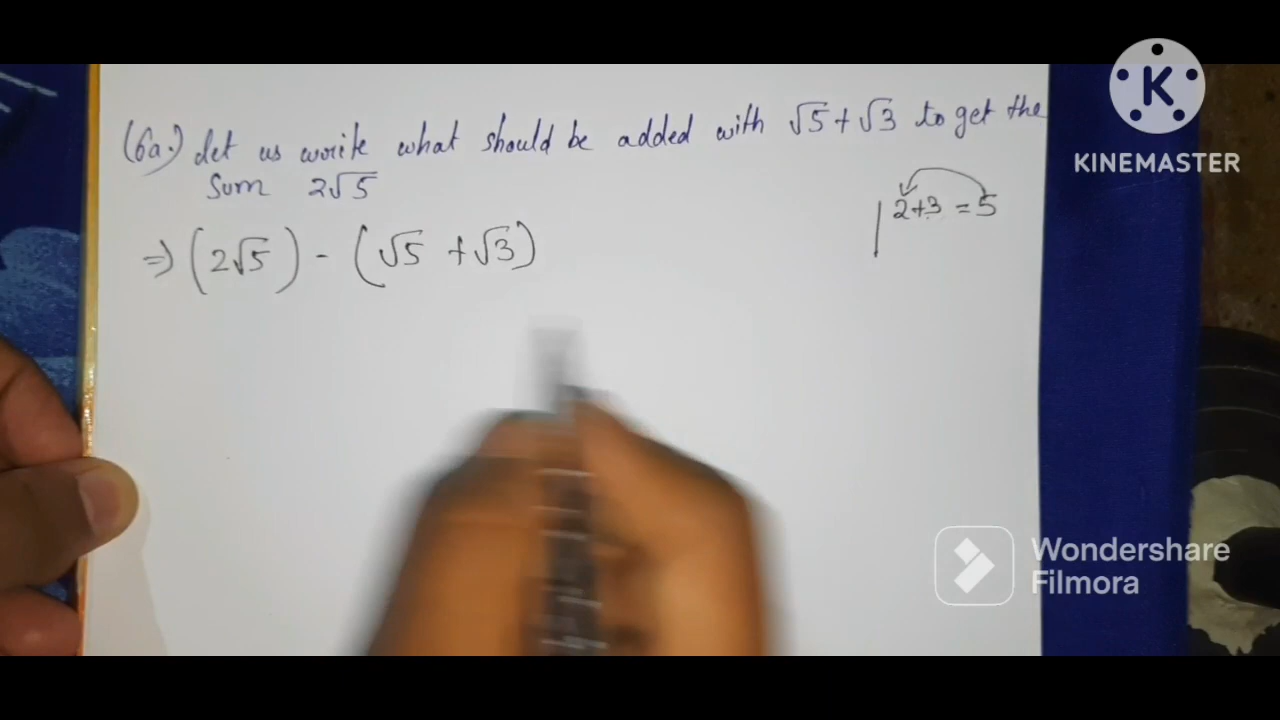 (6a.) Let us write what should be added with √5+√3 to get the
Sum 2√5
2+3 = 5
⇒ (2√5) - (√5 +√3)
K
KINEMASTER
Wondershare
Filmora